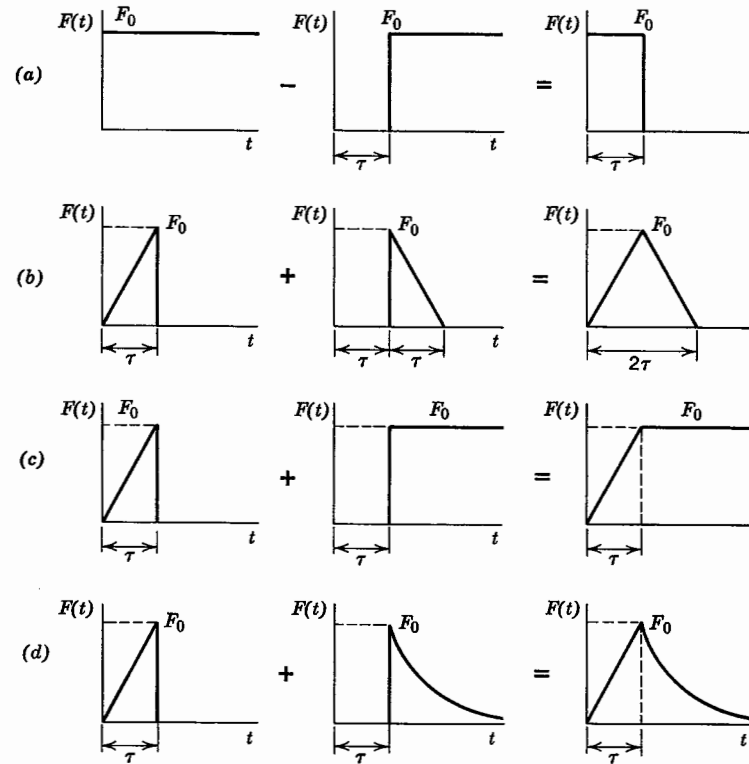 F(t) F₀ F₀ F₀
(a) − =
t
τ τ
F(t) F₀ F(t) F₀ F(t) F₀
(b) + =
t t
τ τ τ 2τ
F(t) F₀ F(t) F₀ F(t) F₀
(c) + =
t t t
τ τ τ
F(t) F₀ F(t) F₀ F(t) F₀
(d) + =
t t t
τ τ τ